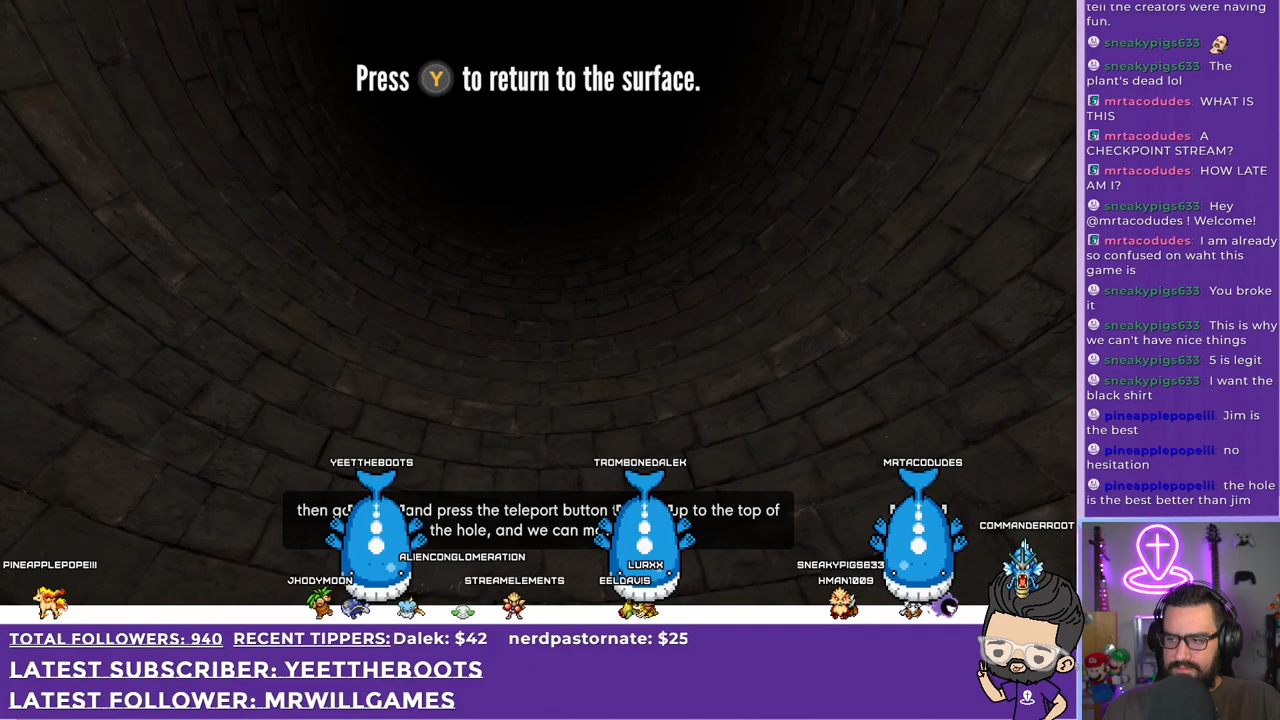 tell the creators were having
fun.
sneakypigs633
sneakypigs633 The
plant's dead lol
mrtacodudes: WHAT IS
THIS
mrtacodudes: A
CHECKPOINT STREAM?
mrtacodudes: HOW LATE
AM I?
sneakypigs633 Hey
@mrtacodudes ! Welcome!
mrtacodudes: I am already
so confused on waht this
game is
sneakypigs633 You broke
it
sneakypigs633 This is why
we can't have nice things
sneakypigs633 5 is legit
sneakypigs633 I want the
black shirt
pineapplepopeiii: Jim is
the best
pineapplepopeiii: no
hesitation
pineapplepopeiii: the hole
is the best better than jim
Press Y to return to the surface.
YEETTHEBOOTS
TROMBONEDALEK
MRTACODUDES
then and press the teleport button up to the top of
the hole, and we can
COMMANDERROOT
ALIENCONGLOMERATION
PINEAPPLEPOPEIII
LURXX
SNEAKYPIGS633
JHODYMOON
STREAMELEMENTS
EELDAVIS
HMAN1009
TOTAL FOLLOWERS: 940 RECENT TIPPERS: Dalek: $42 nerdpastornate: $25
LATEST SUBSCRIBER: YEETTHEBOOTS
LATEST FOLLOWER: MRWILLGAMES